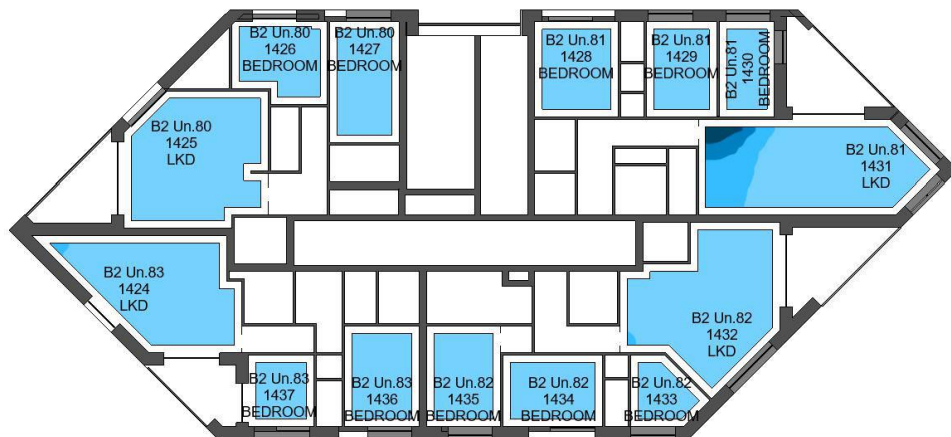 B2 Un.80
1426
BEDROOM
B2 Un.80
1427
BEDROOM
B2 Un.81
1428
BEDROOM
B2 Un.81
1429
BEDROOM
B2 Un.81
1430
BEDROOM
B2 Un.80
1425
LKD
B2 Un.81
1431
LKD
B2 Un.83
1424
LKD
B2 Un.82
1432
LKD
B2 Un.83
1437
BEDROOM
B2 Un.83
1436
BEDROOM
B2 Un.82
1435
BEDROOM
B2 Un.82
1434
BEDROOM
B2 Un.82
1433
BEDROOM